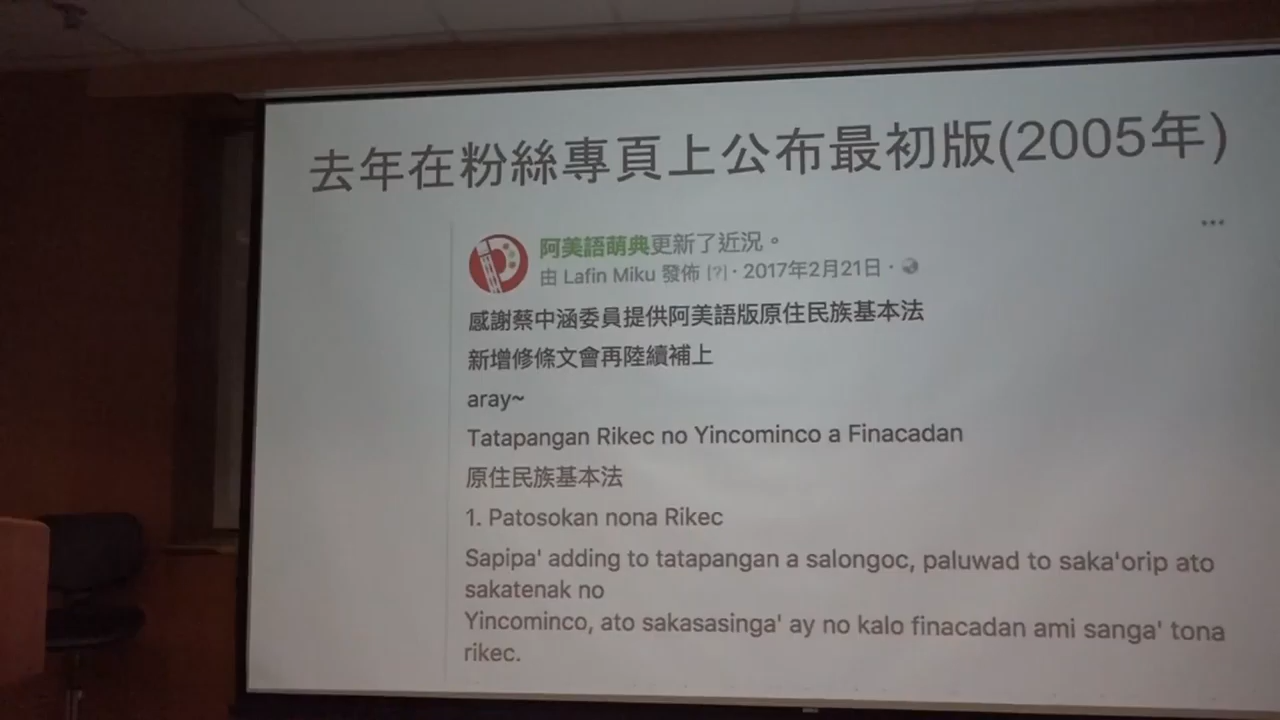 去年在粉絲專頁上公布最初版(2005年)
阿美語萌典更新了近況。
由 Lafin Miku 發佈 [?] · 2017年2月21日 ·
感謝蔡中涵委員提供阿美語版原住民族基本法
新增修條文會再陸續補上
aray~
Tatapangan Rikec no Yincominco a Finacadan
原住民族基本法
1. Patosokan nona Rikec
Sapipa' adding to tatapangan a salongoc, paluwad to saka'orip ato
sakatenak no
Yincominco, ato sakasasinga' ay no kalo finacadan ami sanga' tona
rikec.